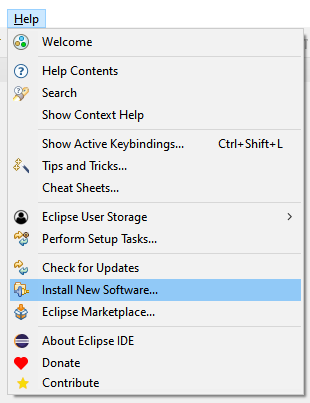 Help
Welcome
Help Contents
Search
Show Context Help
Show Active Keybindings... Ctrl+Shift+L
Tips and Tricks...
Cheat Sheets...
Eclipse User Storage
Perform Setup Tasks...
Check for Updates
Install New Software...
Eclipse Marketplace...
About Eclipse IDE
Donate
Contribute